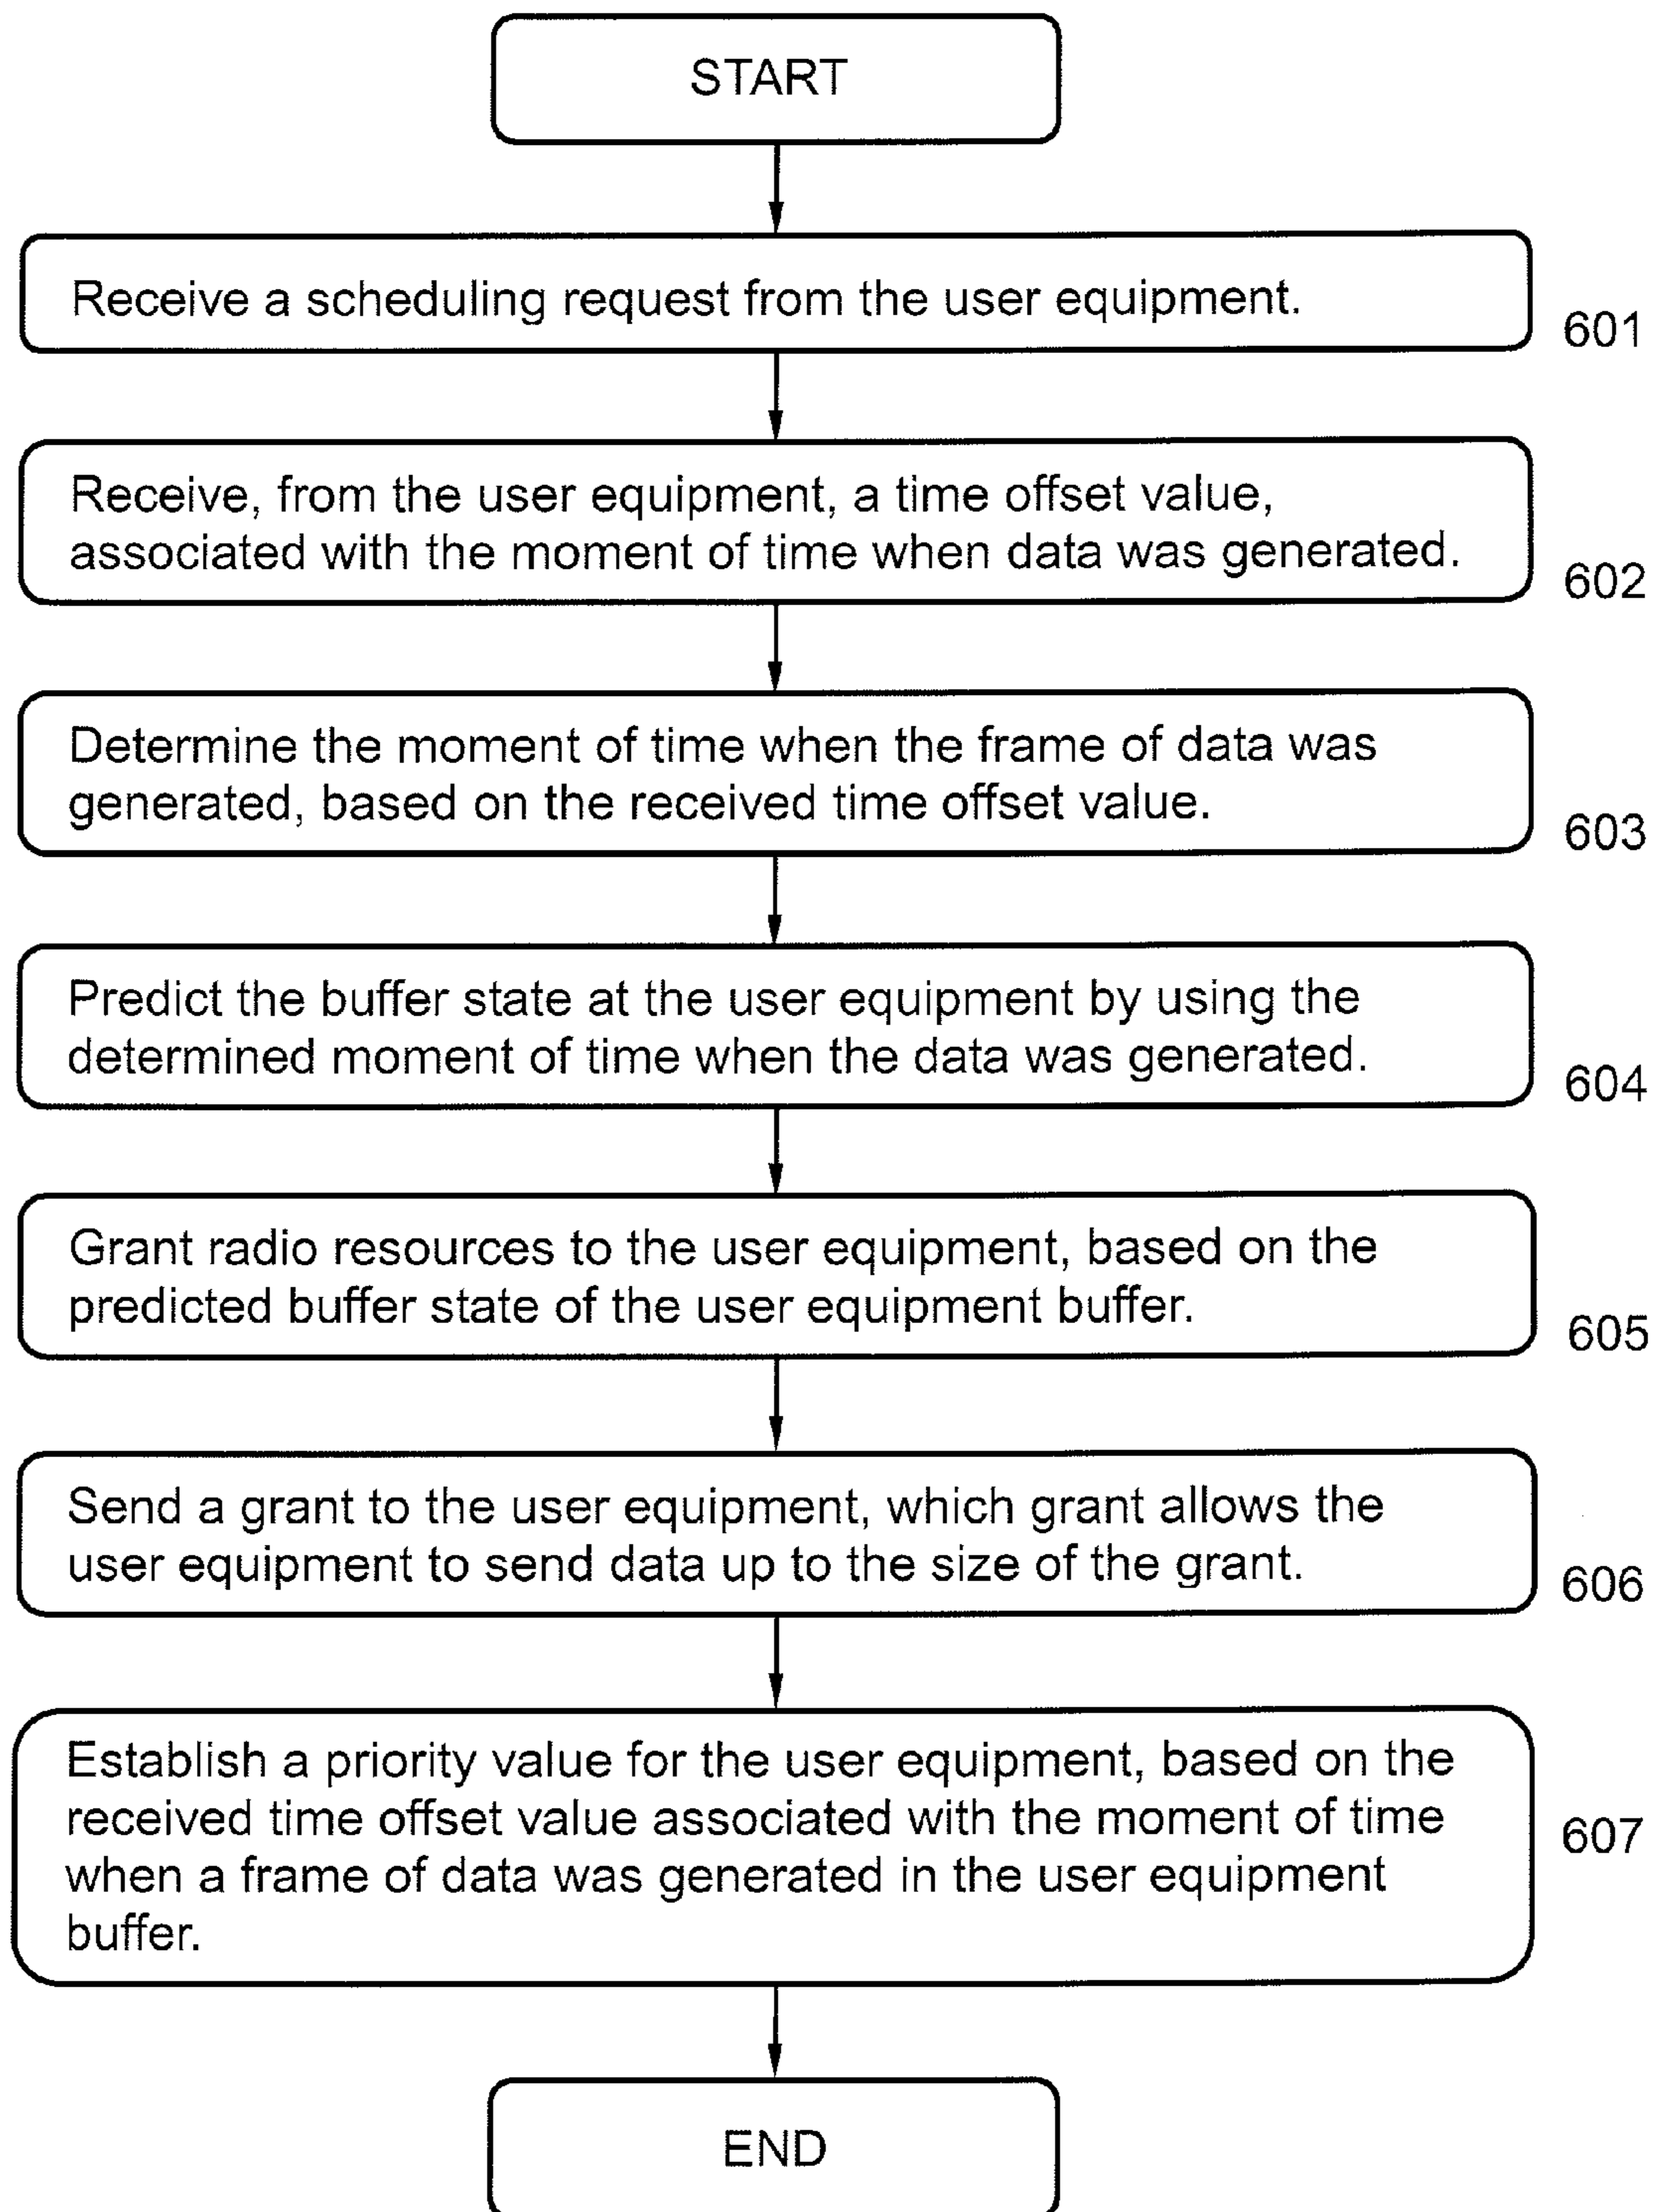 START
Receive a scheduling request from the user equipment.
601
Receive, from the user equipment, a time offset value,
associated with the moment of time when data was generated.
602
Determine the moment of time when the frame of data was
generated, based on the received time offset value.
603
Predict the buffer state at the user equipment by using the
determined moment of time when the data was generated.
604
Grant radio resources to the user equipment, based on the
predicted buffer state of the user equipment buffer.
605
Send a grant to the user equipment, which grant allows the
user equipment to send data up to the size of the grant.
606
Establish a priority value for the user equipment, based on the
received time offset value associated with the moment of time
when a frame of data was generated in the user equipment
buffer.
607
END